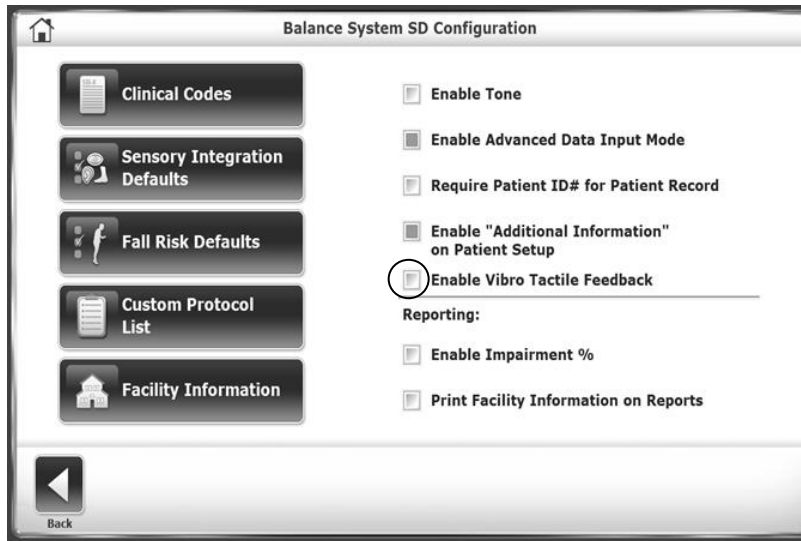 Balance System SD Configuration
Clinical Codes
Sensory Integration
Defaults
Fall Risk Defaults
Custom Protocol
List
Facility Information
Enable Tone
Enable Advanced Data Input Mode
Require Patient ID# for Patient Record
Enable "Additional Information"
on Patient Setup
Enable Vibro Tactile Feedback
Reporting:
Enable Impairment %
Print Facility Information on Reports
Back